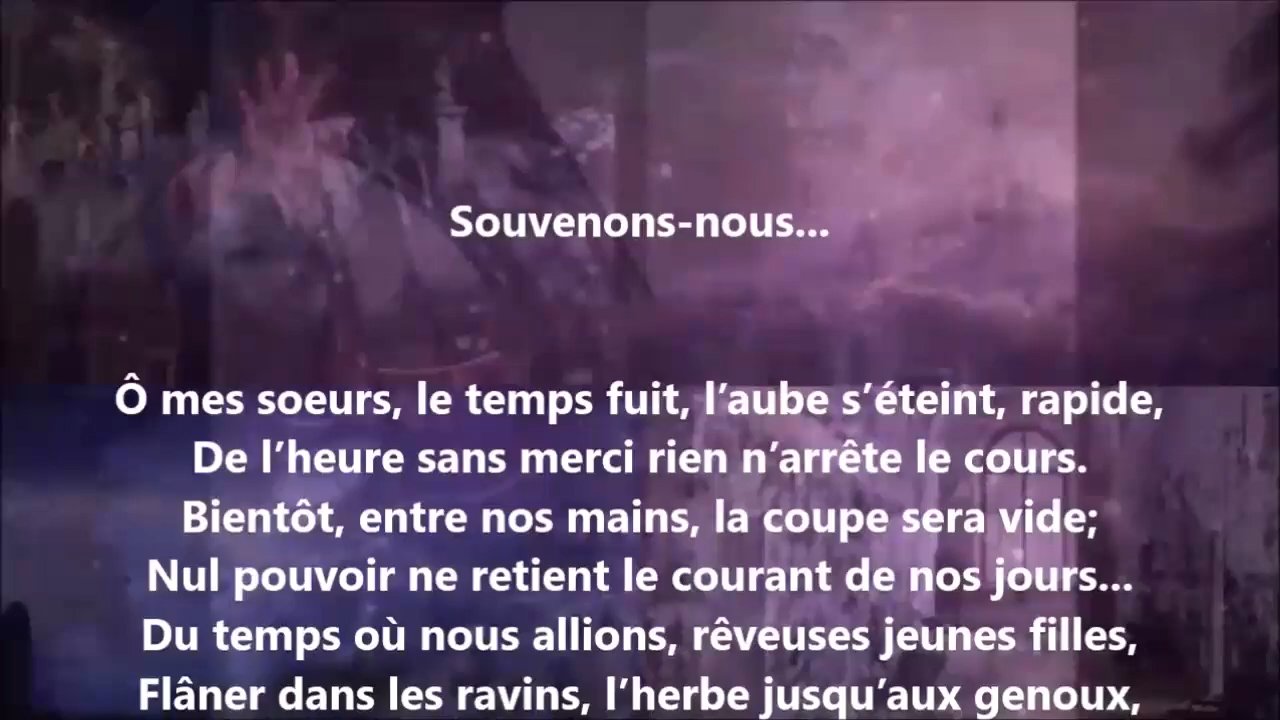 Souvenons-nous...
Ô mes soeurs, le temps fuit, l’aube s’éteint, rapide,
De l’heure sans merci rien n’arrête le cours.
Bientôt, entre nos mains, la coupe sera vide;
Nul pouvoir ne retient le courant de nos jours...
Du temps où nous allions, rêveuses jeunes filles,
Flâner dans les ravins, l’herbe jusqu’aux genoux,